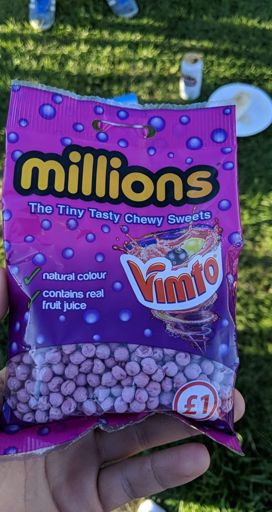 millions
The Tiny Tasty Chewy Sweets
natural colour
contains real
fruit juice
Vimto
£1